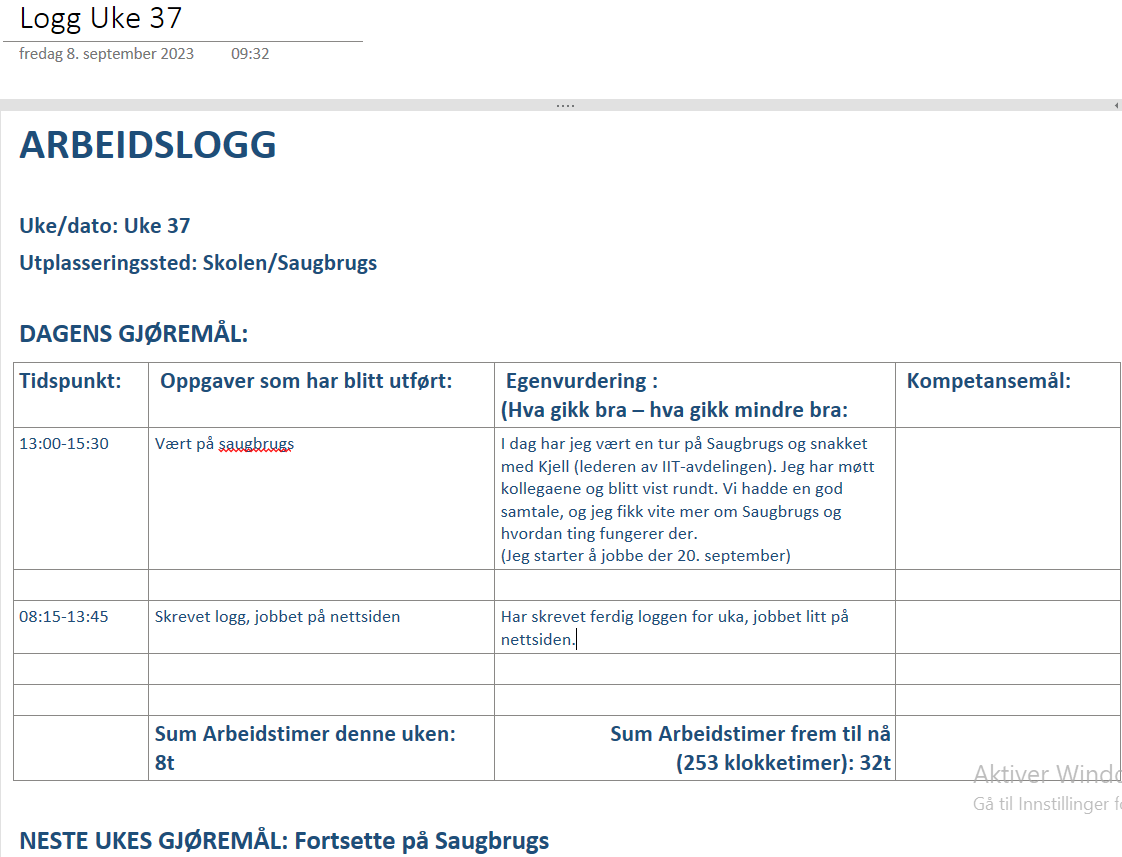 Logg Uke 37
fredag 8. september 2023 09:32
ARBEIDSLOGG
Uke/dato: Uke 37
Utplasseringssted: Skolen/Saugbrugs
DAGENS GJØREMÅL:
Tidspunkt:
Oppgaver som har blitt utført:
Egenvurdering :
(Hva gikk bra – hva gikk mindre bra:
Kompetansemål:
13:00-15:30
Vært på saugbrugs
I dag har jeg vært en tur på Saugbrugs og snakket
med Kjell (lederen av IIT-avdelingen). Jeg har møtt
kollegaene og blitt vist rundt. Vi hadde en god
samtale, og jeg fikk vite mer om Saugbrugs og
hvordan ting fungerer der.
(Jeg starter å jobbe der 20. september)
08:15-13:45
Skrevet logg, jobbet på nettsiden
Har skrevet ferdig loggen for uka, jobbet litt på
nettsiden.
Sum Arbeidstimer denne uken:
8t
Sum Arbeidstimer frem til nå
(253 klokketimer): 32t
Aktiver Windo
Gå til Innstillinger f
NESTE UKES GJØREMÅL: Fortsette på Saugbrugs